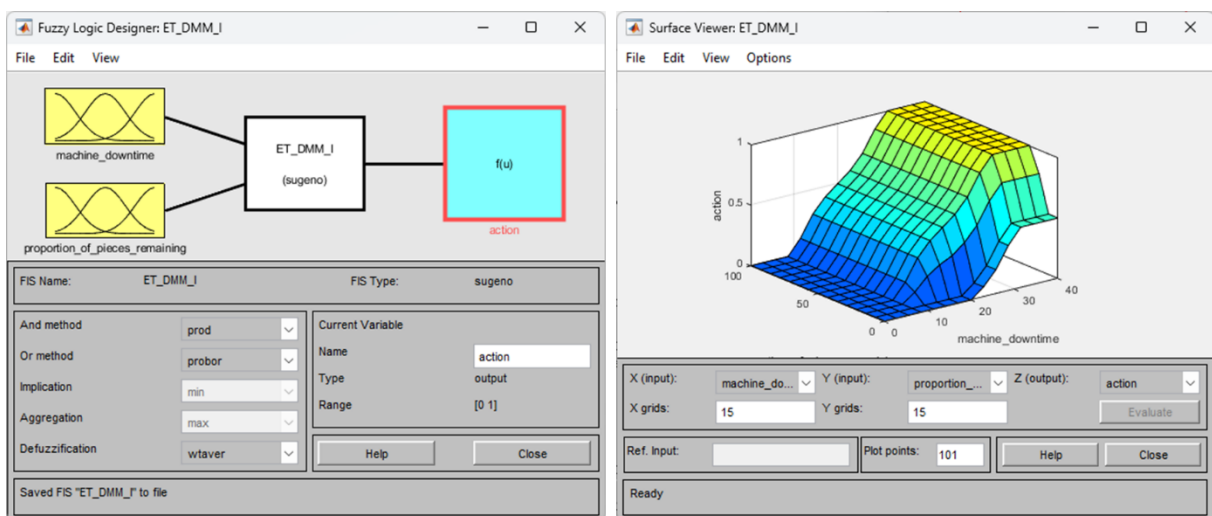 Fuzzy Logic Designer: ET_DMM_I
File Edit View
machine_downtime
proportion_of_pieces_remaining
ET_DMM_I
(sugeno)
f(u)
action
FIS Name: ET_DMM_I FIS Type: sugeno
And method prod
Or method probor
Implication min
Aggregation max
Defuzzification wtaver
Current Variable
Name action
Type output
Range [0 1]
Help Close
Saved FIS "ET_DMM_I" to file
Surface Viewer: ET_DMM_I
File Edit View Options
1
0.5
0
action
100
50
0
0
10
20
30
40
machine_downtime
X (input): machine_do... Y (input): proportion_... Z (output): action
X grids: 15 Y grids: 15 Evaluate
Ref. Input: Plot points: 101 Help Close
Ready